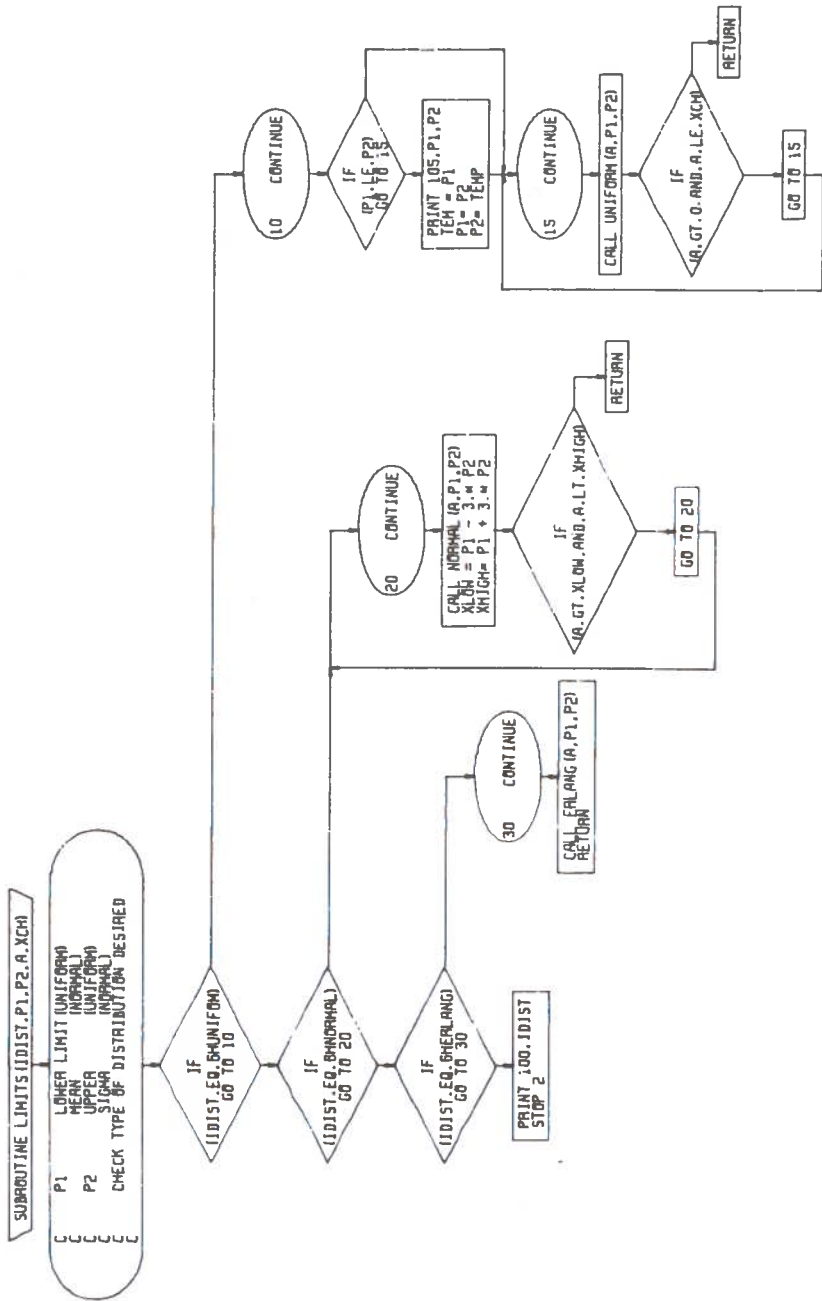 SUBROUTINE LIMITS(IDIST,P1,P2,A,XCH)
C P1 LOWER LIMIT (UNIFORM)
C MEAN (NORMAL)
C P2 UPPER (UNIFORM)
C SIGMA (NORMAL)
C CHECK TYPE OF DISTRIBUTION DESIRED
C
IF
(IDIST.EQ.6HUNIFOM)
GO TO 10
IF
(IDIST.EQ.6HNORMAL)
GO TO 20
IF
(IDIST.EQ.6HERLANG)
GO TO 30
PRINT 100,IDIST
STOP 2
30 CONTINUE
CALL ERLANG(A,P1,P2)
RETURN
20 CONTINUE
CALL NORMAL(A,P1,P2)
XLOW = P1 - 3.* P2
XHIGH= P1 + 3.* P2
IF
(A.GT.XLOW.AND.A.LT.XHIGH)
RETURN
GO TO 20
10 CONTINUE
IF
(P1.LE.P2)
GO TO 15
PRINT 105,P1,P2
TEM = P1
P1= P2
P2= TEMP
15 CONTINUE
CALL UNIFORM(A,P1,P2)
IF
(A.GT.0.AND.A.LE.XCH)
RETURN
GO TO 15